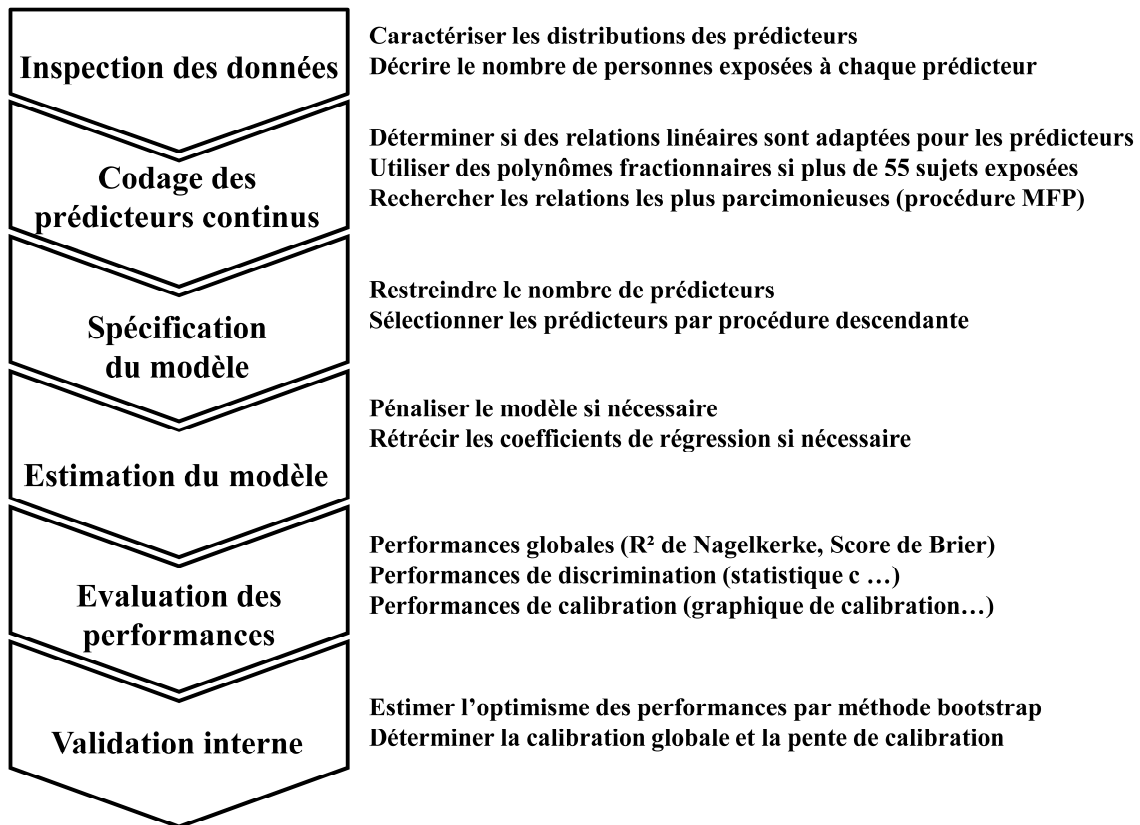 Inspection des données
Caractériser les distributions des prédicteurs
Décrire le nombre de personnes exposées à chaque prédicteur
Codage des
prédicteurs continus
Déterminer si des relations linéaires sont adaptées pour les prédicteurs
Utiliser des polynômes fractionnaires si plus de 55 sujets exposées
Rechercher les relations les plus parcimonieuses (procédure MFP)
Spécification
du modèle
Restreindre le nombre de prédicteurs
Sélectionner les prédicteurs par procédure descendante
Estimation du modèle
Pénaliser le modèle si nécessaire
Rétrécir les coefficients de régression si nécessaire
Evaluation des
performances
Performances globales (R² de Nagelkerke, Score de Brier)
Performances de discrimination (statistique c …)
Performances de calibration (graphique de calibration…)
Validation interne
Estimer l’optimisme des performances par méthode bootstrap
Déterminer la calibration globale et la pente de calibration